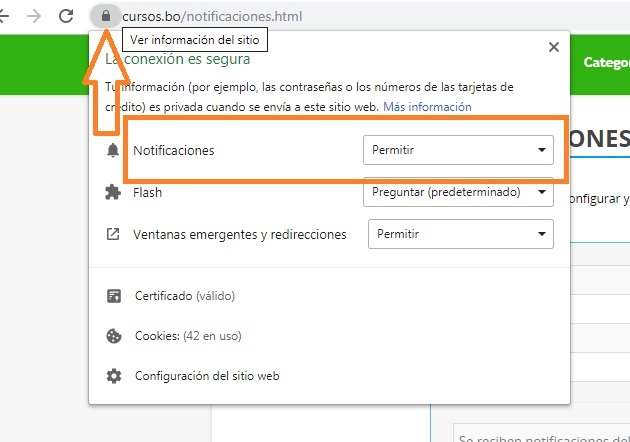 cursos.bo/notificaciones.html
Ver información del sitio
La conexión es segura
Catego
Tu información (por ejemplo, las contraseñas o los números de las tarjetas de
crédito) es privada cuando se envía a este sitio web. Más información
ONES
Notificaciones Permitir
Flash Preguntar (predeterminado)
onfigurar y
Ventanas emergentes y redirecciones Permitir
Certificado (válido)
Cookies: (42 en uso)
Configuración del sitio web
Se reciben notificaciones del